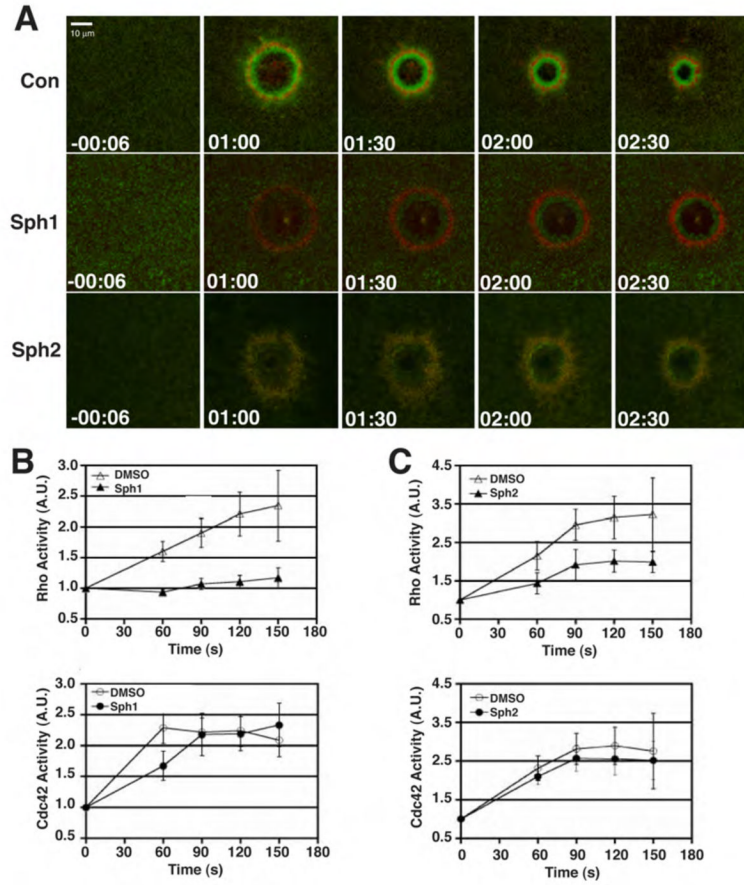 A
10 µm
Con
-00:06 01:00 01:30 02:00 02:30
Sph1
-00:06 01:00 01:30 02:00 02:30
Sph2
-00:06 01:00 01:30 02:00 02:30
B
Rho Activity (A.U.)
3.0
2.5
2.0
1.5
1.0
0.5
DMSO
Sph1
0 30 60 90 120 150 180
Time (s)
C
Rho Activity (A.U.)
4.5
3.5
2.5
1.5
0.5
DMSO
Sph2
0 30 60 90 120 150 180
Time (s)
Cdc42 Activity (A.U.)
3.0
2.5
2.0
1.5
1.0
0.5
DMSO
Sph1
0 30 60 90 120 150 180
Time (s)
Cdc42 Activity (A.U.)
4.5
3.5
2.5
1.5
0.5
DMSO
Sph2
0 30 60 90 120 150 180
Time (s)